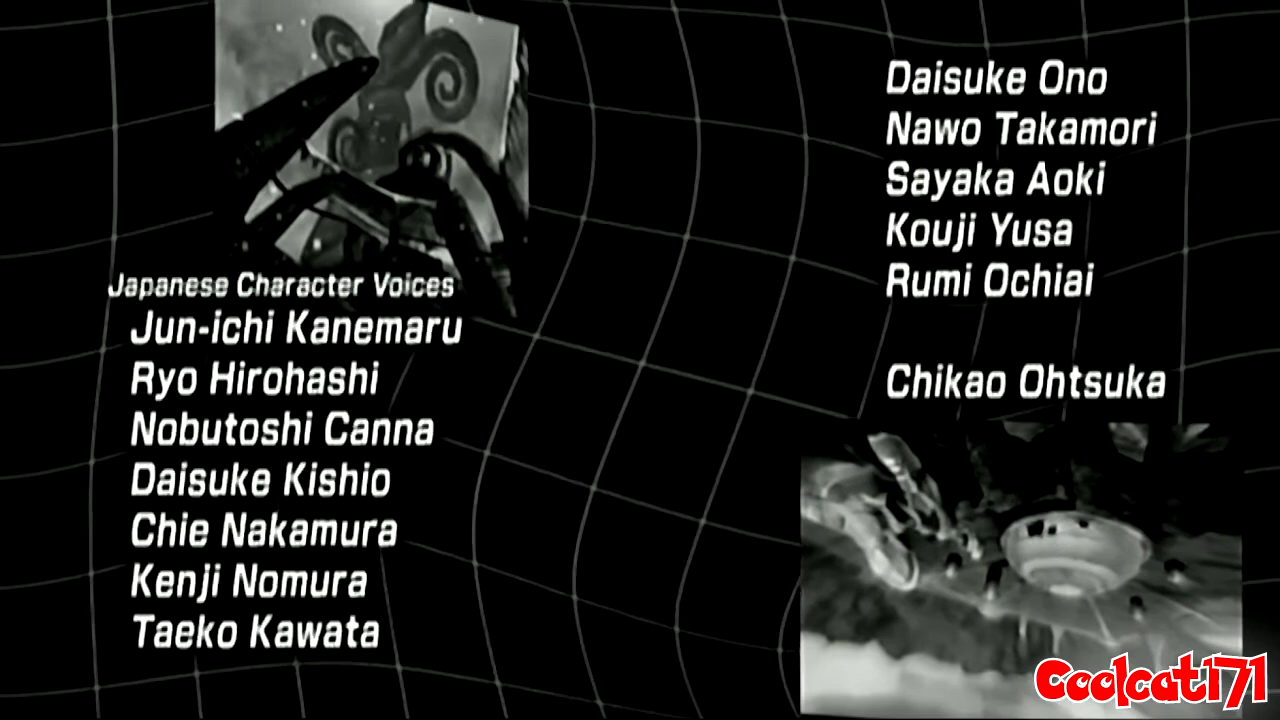 Japanese Character Voices
Jun-ichi Kanemaru
Ryo Hirohashi
Nobutoshi Canna
Daisuke Kishio
Chie Nakamura
Kenji Nomura
Taeko Kawata
Daisuke Ono
Nawo Takamori
Sayaka Aoki
Kouji Yusa
Rumi Ochiai
Chikao Ohtsuka
Coolcat171